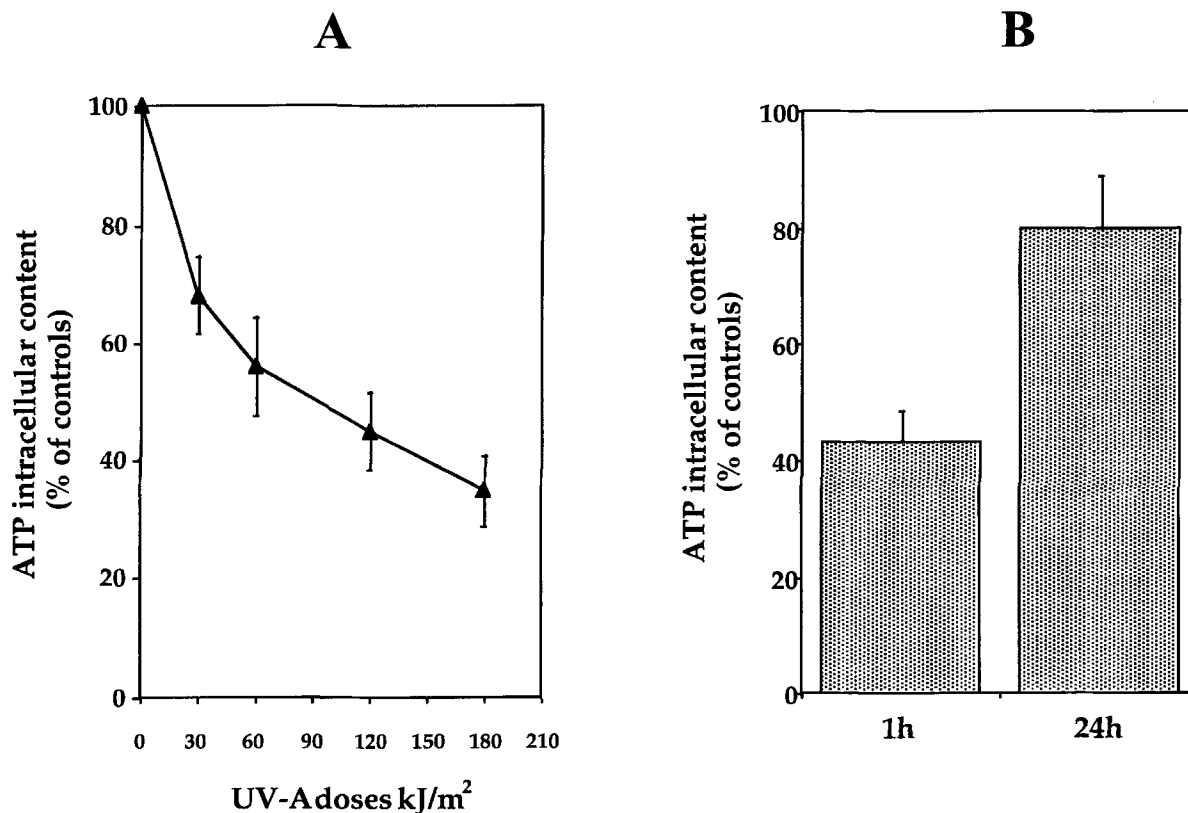 A
ATP intracellular content
(% of controls)
100
80
60
40
20
0
0 30 60 90 120 150 180 210
UV-A doses kJ/m²
B
ATP intracellular content
(% of controls)
100
80
60
40
20
0
1h 24h